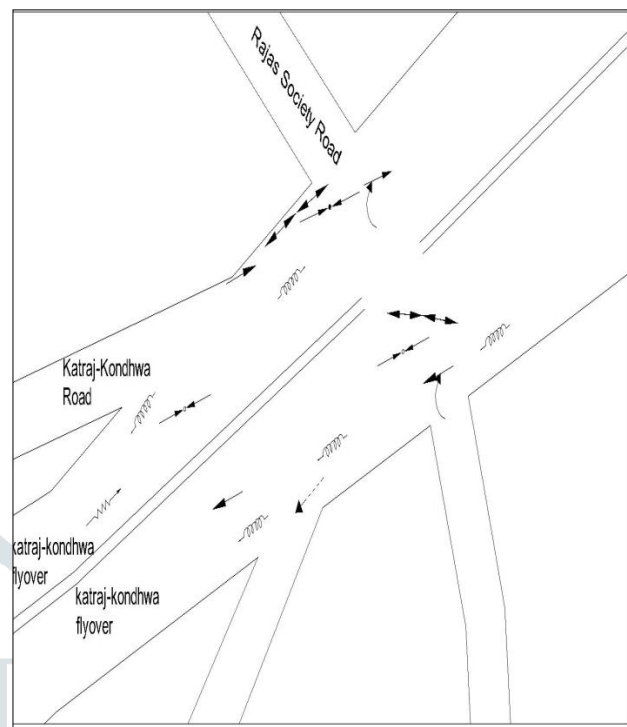 Rajas Society Road
Katraj-Kondhwa
Road
katraj-kondhwa
flyover
katraj-kondhwa
flyover